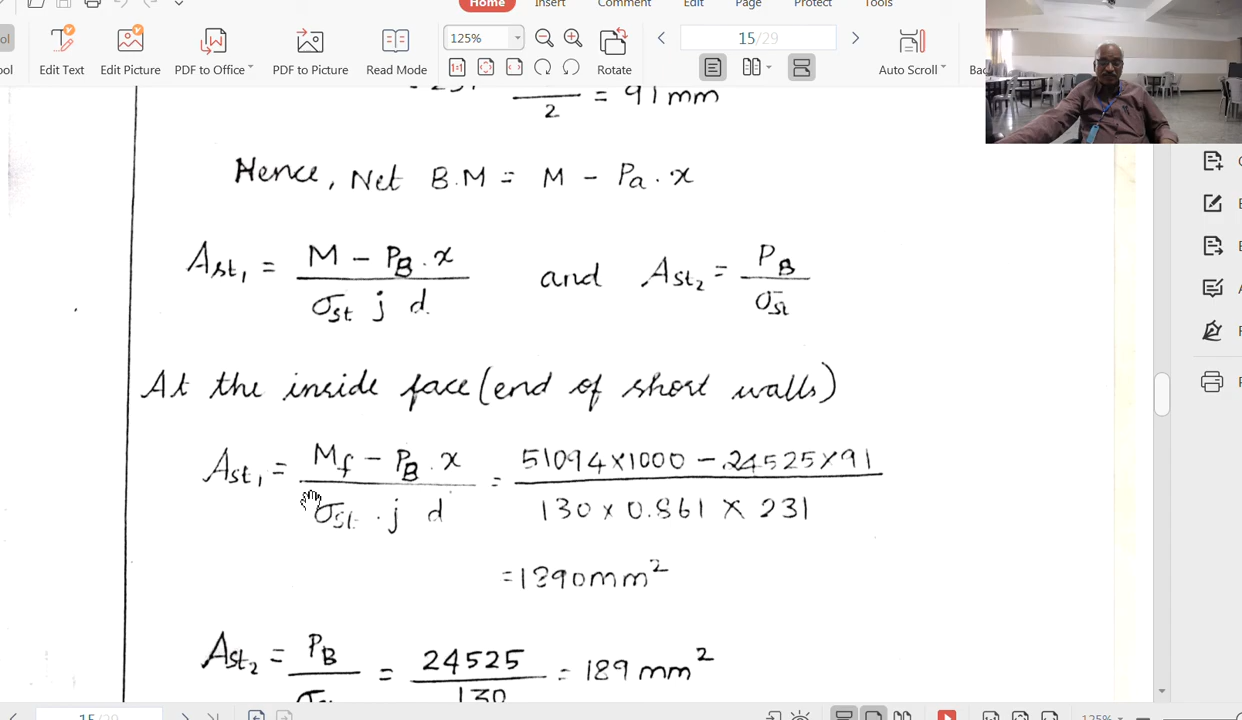 Home Insert Comment Edit Page Protect Tools
125% 15/29
Edit Text Edit Picture PDF to Office PDF to Picture Read Mode Rotate Auto Scroll
/2 = 91 mm
Hence, Net B.M = M - Pa . x
Ast1 = (M - PB . x)/(σst j d) and Ast2 = PB/σst
At the inside face (end of short walls)
Ast1 = (Mf - PB . x)/(σst . j d) = (51094×1000 - 24525×91)/(130 × 0.861 × 231)
mm2
Ast2 = PB/ = 24525/130 = 189 mm2
15/29 125%